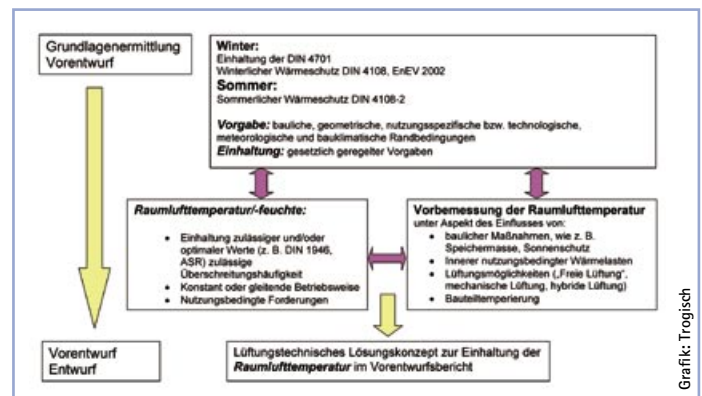 Grundlagenermittlung
Vorentwurf
Winter:
Einhaltung der DIN 4701
Winterlicher Wärmeschutz DIN 4108, EnEV 2002
Sommer:
Sommerlicher Wärmeschutz DIN 4108-2
Vorgabe: bauliche, geometrische, nutzungsspezifische bzw. technologische,
meteorologische und bauklimatische Randbedingungen
Einhaltung: gesetzlich geregelter Vorgaben
Raumlufttemperatur/-feuchte:
• Einhaltung zulässiger und/oder
optimaler Werte (z. B. DIN 1946,
ASR) zulässige
Überschreitungshäufigkeit
• Konstant oder gleitende Betriebsweise
• Nutzungsbedingte Forderungen
Vorbemessung der Raumlufttemperatur
unter Aspekt des Einflusses von:
• baulicher Maßnahmen, wie z. B.
Speichermasse, Sonnenschutz
• Innerer nutzungsbedingter Wärmelasten
• Lüftungsmöglichkeiten („Freie Lüftung“,
mechanische Lüftung, hybride Lüftung)
• Bauteiltemperierung
Vorentwurf
Entwurf
Lüftungstechnisches Lösungskonzept zur Einhaltung der
Raumlufttemperatur im Vorentwurfsbericht
Grafik: Trogisch